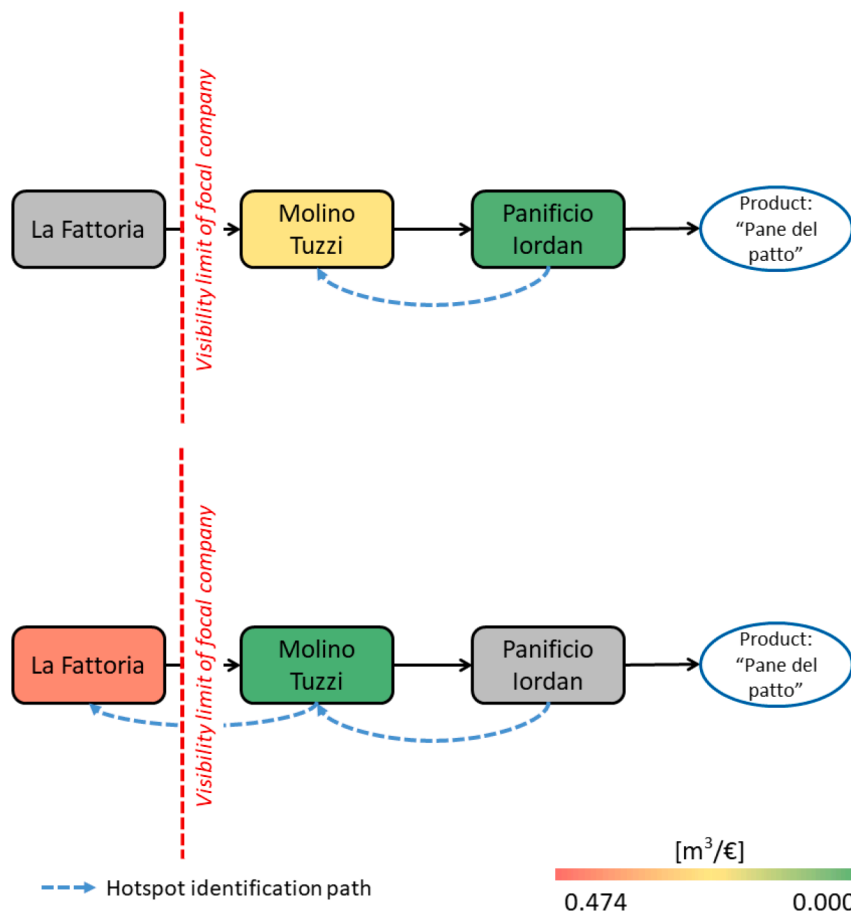 Visibility limit of focal company
La Fattoria
Molino
Tuzzi
Panificio
Iordan
Product:
“Pane del
patto”
Visibility limit of focal company
La Fattoria
Molino
Tuzzi
Panificio
Iordan
Product:
“Pane del
patto”
[m³/€]
Hotspot identification path
0.474
0.000